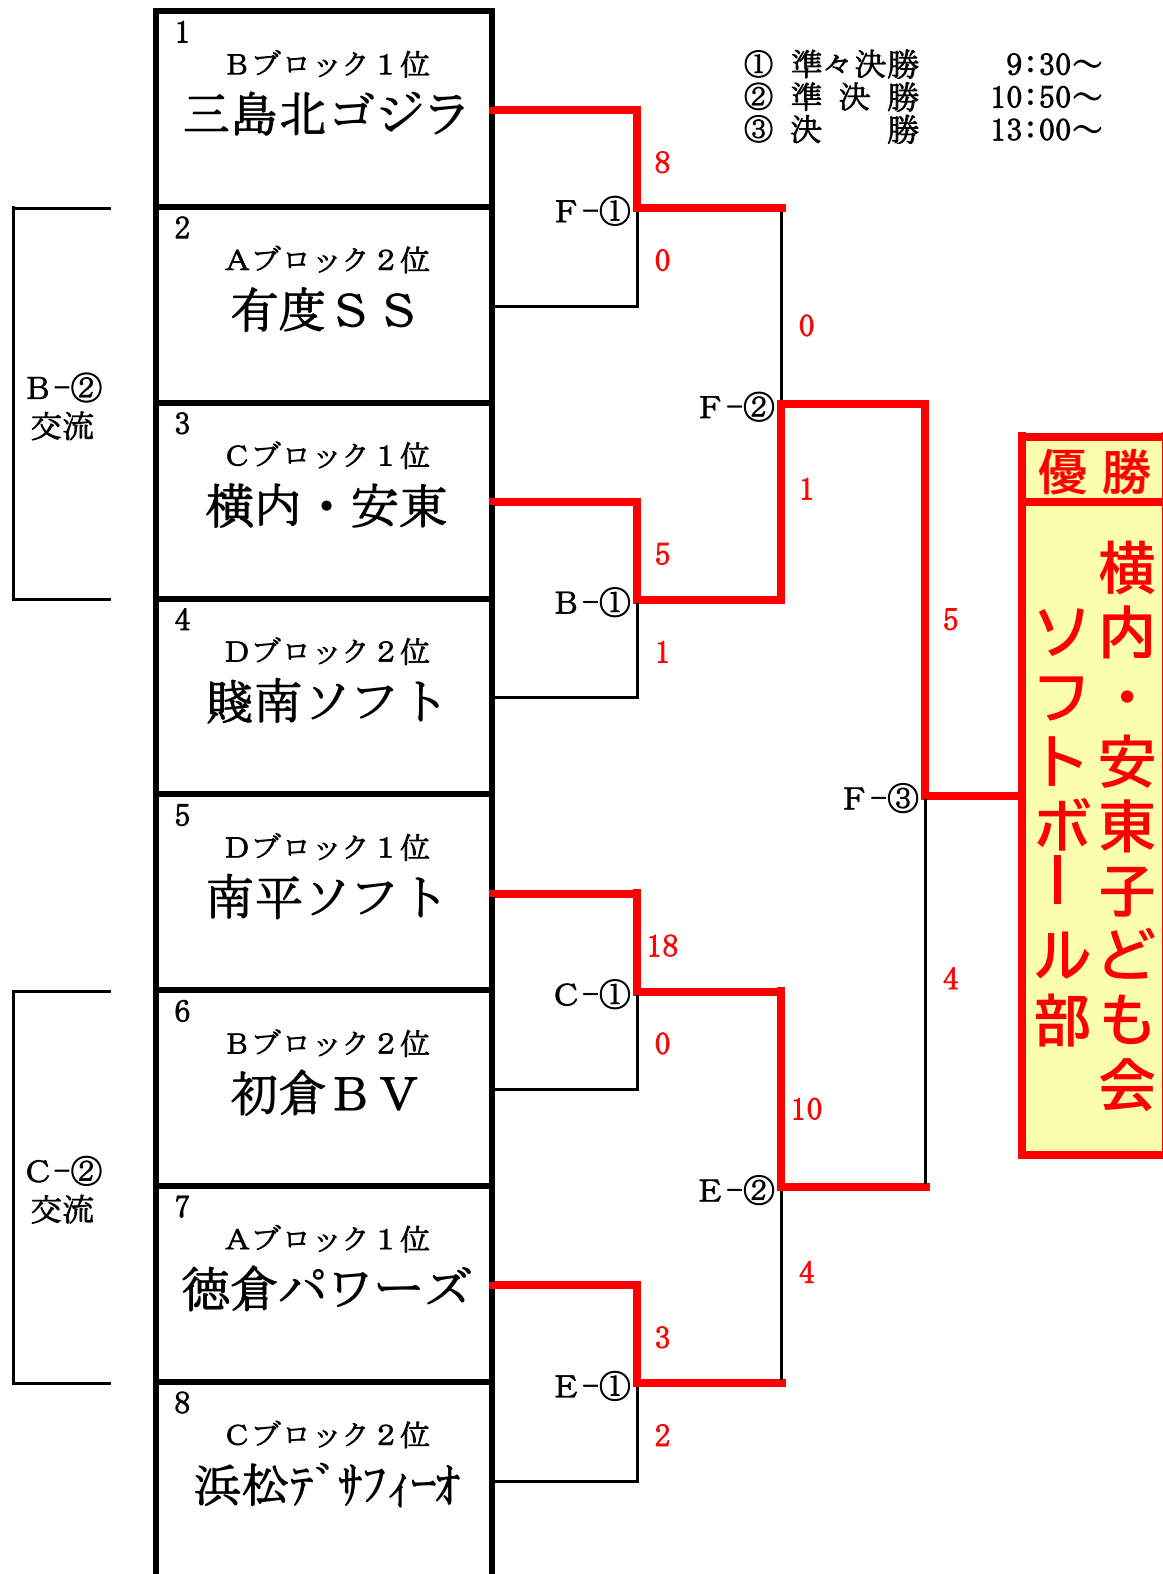 ① 準々決勝 9:30～
② 準決勝 10:50～
③ 決勝 13:00～
1
Bブロック1位
三島北ゴジラ
2
Aブロック2位
有度ＳＳ
3
Cブロック1位
横内・安東
4
Dブロック2位
賤南ソフト
5
Dブロック1位
南平ソフト
6
Bブロック2位
初倉ＢＶ
7
Aブロック1位
徳倉パワーズ
8
Cブロック2位
浜松ﾃﾞｻﾌィーオ
B-②
交流
C-②
交流
8
F-①
0
5
B-①
1
18
C-①
0
3
E-①
2
0
F-②
1
10
E-②
4
5
F-③
4
優勝
横内・安東子ども会
ソフトボール部